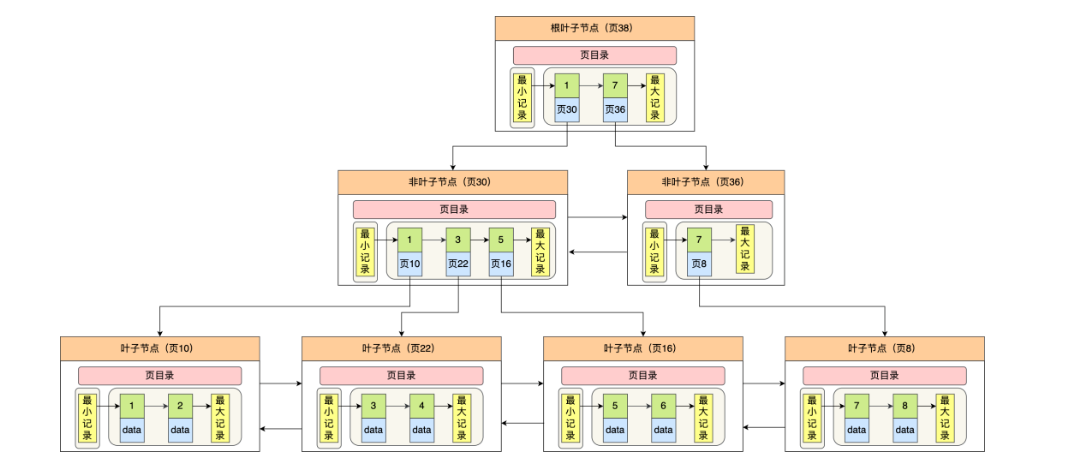 根叶子节点（页38）
页目录
最小记录
1
7
最大记录
页30
页36
非叶子节点（页30）
页目录
最小记录
1
3
5
最大记录
页10
页22
页16
非叶子节点（页36）
页目录
最小记录
7
最大记录
页8
叶子节点（页10）
页目录
最小记录
1
2
最大记录
data
data
叶子节点（页22）
页目录
最小记录
3
4
最大记录
data
data
叶子节点（页16）
页目录
最小记录
5
6
最大记录
data
data
叶子节点（页8）
页目录
最小记录
7
8
最大记录
data
data